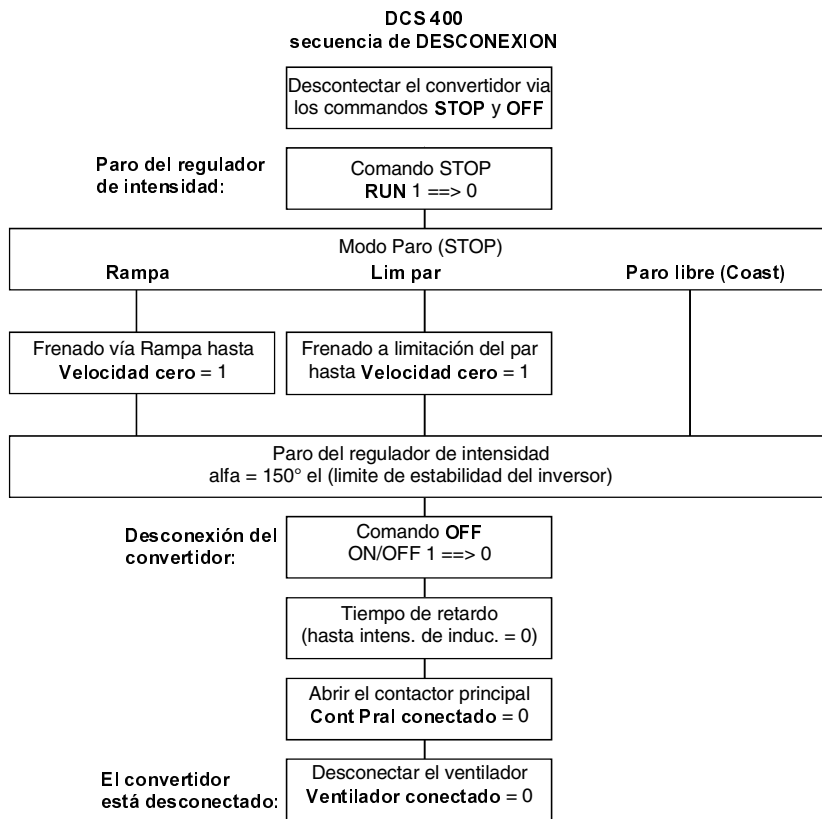 DCS 400
secuencia de DESCONEXION
Descontectar el convertidor via
los commandos STOP y OFF
Paro del regulador
de intensidad:
Comando STOP
RUN 1 ==> 0
Modo Paro (STOP)
Rampa Lim par Paro libre (Coast)
Frenado vía Rampa hasta
Velocidad cero = 1
Frenado a limitación del par
hasta Velocidad cero = 1
Paro del regulador de intensidad
alfa = 150° el (limite de estabilidad del inversor)
Desconexión del
convertidor:
Comando OFF
ON/OFF 1 ==> 0
Tiempo de retardo
(hasta intens. de induc. = 0)
Abrir el contactor principal
Cont Pral conectado = 0
El convertidor
está desconectado:
Desconectar el ventilador
Ventilador conectado = 0